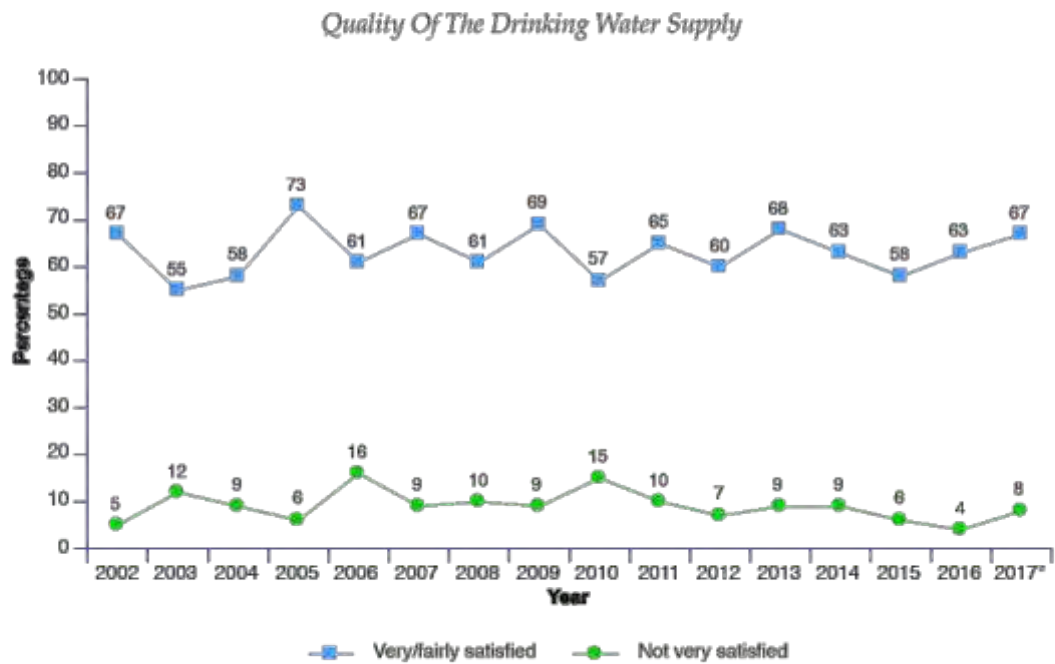 Quality Of The Drinking Water Supply
100
90
80
70
60
50
40
30
20
10
0
Percentage
67 55 58 73 61 67 61 69 57 65 60 68 63 58 63 67
5 12 9 6 16 9 10 9 15 10 7 9 9 6 4 8
2002 2003 2004 2005 2006 2007 2008 2009 2010 2011 2012 2013 2014 2015 2016 2017*
Year
Very/fairly satisfied Not very satisfied